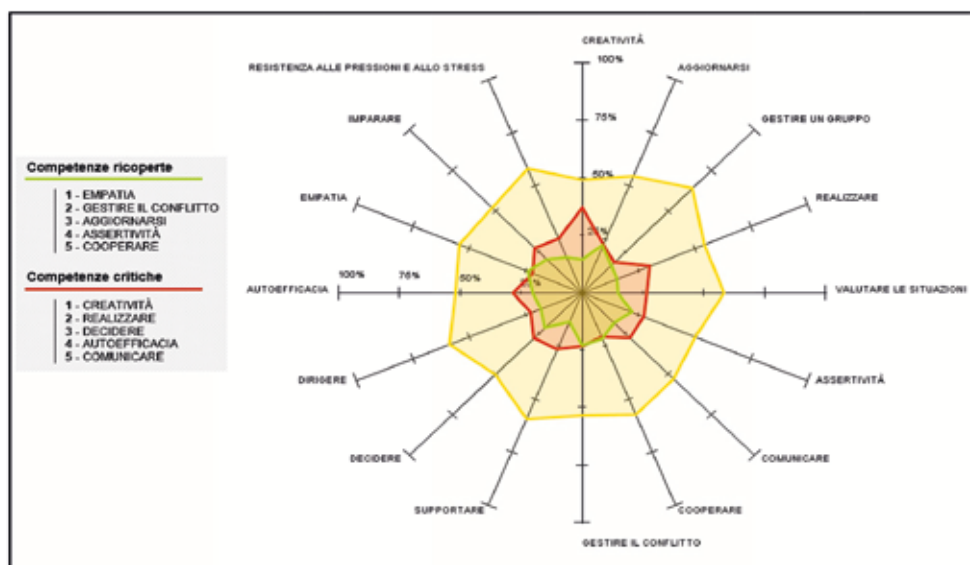 CREATIVITÀ
100%
75%
50%
AGGIORNARSI
GESTIRE UN GRUPPO
REALIZZARE
VALUTARE LE SITUAZIONI
ASSERTIVITÀ
COMUNICARE
COOPERARE
GESTIRE IL CONFLITTO
SUPPORTARE
DECIDERE
DIRIGERE
AUTOEFFICACIA
100%
75%
50%
EMPATIA
IMPARARE
RESISTENZA ALLE PRESSIONI E ALLO STRESS
Competenze ricoperte
1 - EMPATIA
2 - GESTIRE IL CONFLITTO
3 - AGGIORNARSI
4 - ASSERTIVITÀ
5 - COOPERARE
Competenze critiche
1 - CREATIVITÀ
2 - REALIZZARE
3 - DECIDERE
4 - AUTOEFFICACIA
5 - COMUNICARE